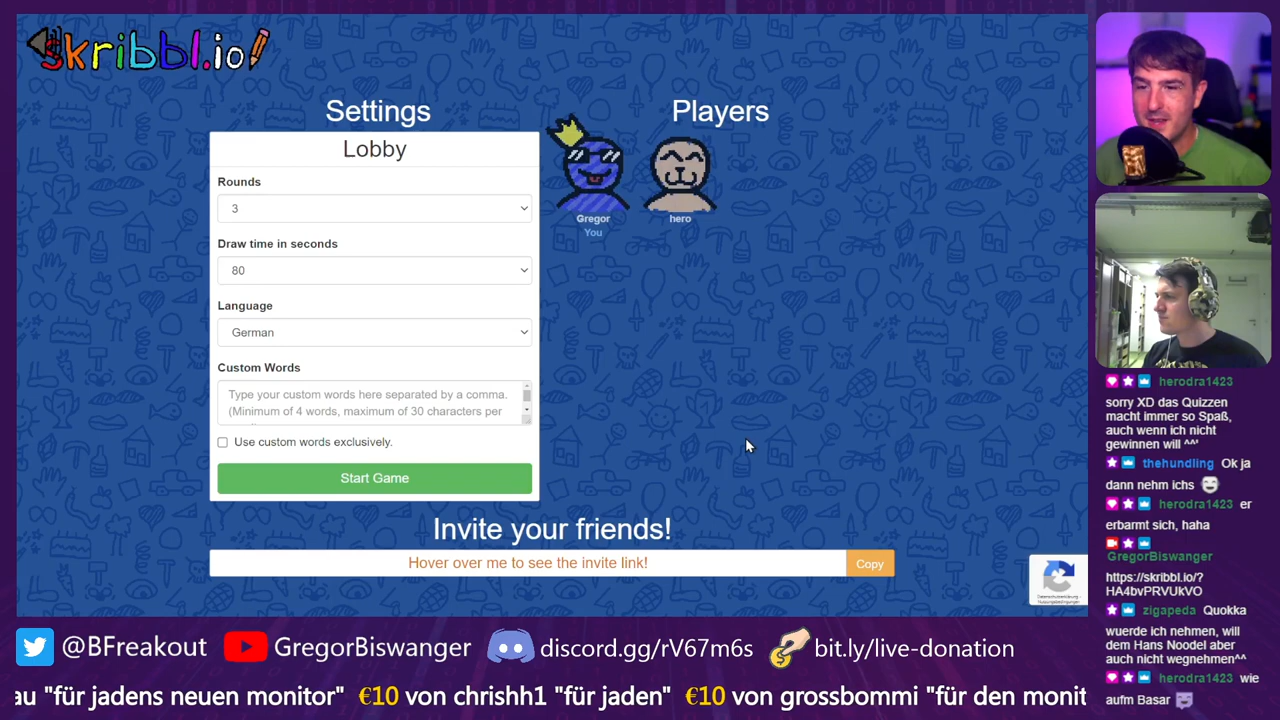 skribbl.io
Settings
Players
Lobby
Rounds
3
Draw time in seconds
80
Language
German
Custom Words
Type your custom words here separated by a comma.
(Minimum of 4 words, maximum of 30 characters per
Use custom words exclusively.
Start Game
Gregor
You
hero
Invite your friends!
Hover over me to see the invite link!
Copy
Datenschutzerklärung -
Nutzungsbedingungen
herodra1423
sorry XD das Quizzen
macht immer so Spaß,
auch wenn ich nicht
gewinnen will ^^'
thehundling Ok ja
dann nehm ichs
herodra1423 er
erbarmt sich, haha
GregorBiswanger
https://skribbl.io/?
HA4bvPRVUkVO
zigapeda Quokka
wuerde ich nehmen, will
dem Hans Noodel aber
auch nicht wegnehmen^^
herodra1423 wie
aufm Basar
@BFreakout
GregorBiswanger
discord.gg/rV67m6s
bit.ly/live-donation
au "für jadens neuen monitor" €10 von chrishh1 "für jaden" €10 von grossbommi "für den monit